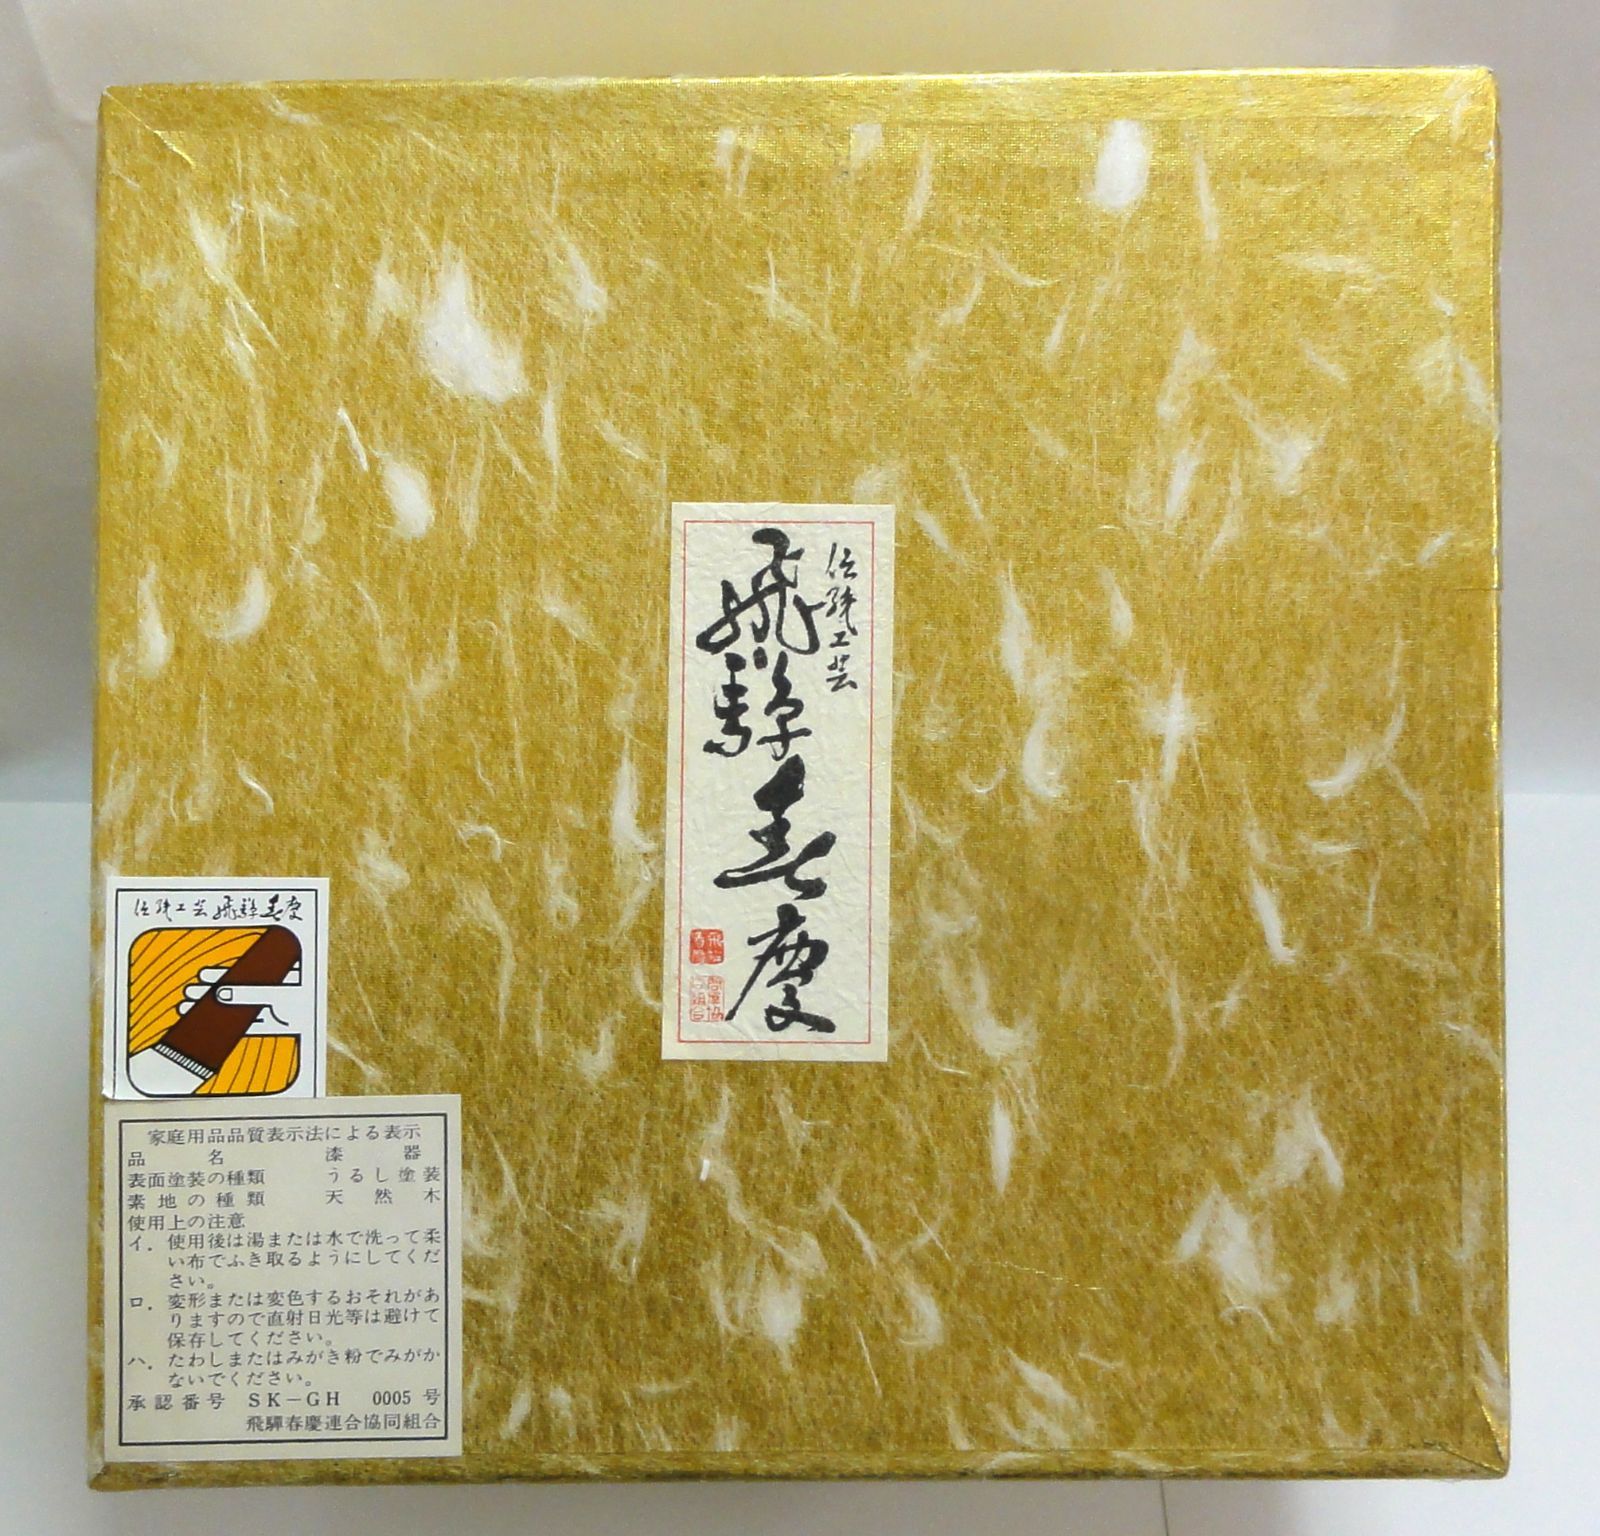 伝統工芸
飛騨春慶
伝統工芸飛騨春慶
家庭用品品質表示法による表示
品名 漆器
表面塗装の種類 うるし塗装
素地の種類 天然木
使用上の注意
イ. 使用後は湯または水で洗って柔
い布でふき取るようにしてくだ
さい。
ロ. 変形または変色するおそれがあ
りますので直射日光等は避けて
保存してください。
ハ. たわしまたはみがき粉でみがか
ないでください。
承認番号 SK-GH 0005号
飛騨春慶連合協同組合